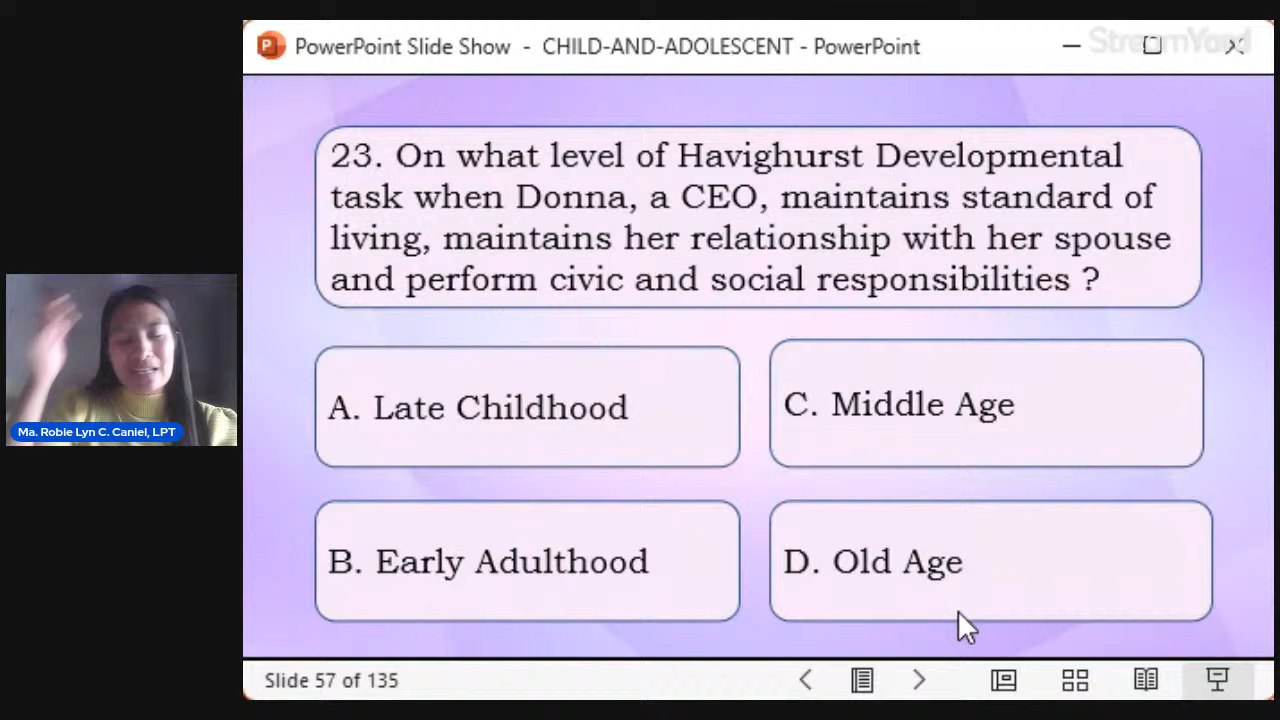 PowerPoint Slide Show - CHILD-AND-ADOLESCENT - PowerPoint
StreamYard
23. On what level of Havighurst Developmental
task when Donna, a CEO, maintains standard of
living, maintains her relationship with her spouse
and perform civic and social responsibilities ?
A. Late Childhood
C. Middle Age
B. Early Adulthood
D. Old Age
Ma. Robie Lyn C. Caniel, LPT
Slide 57 of 135